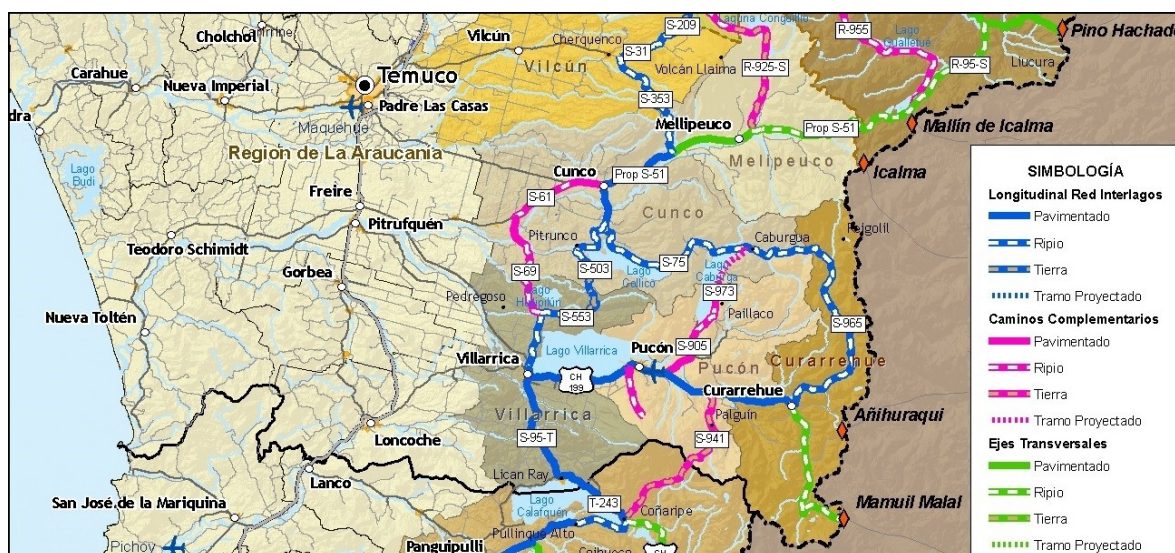 Cholchol
Vilcún
Cherquenco
S-31
S-209
Laguna Conguillío
R-955
Lago Gualletué
Pino Hachado
Carahue
Nueva Imperial
Temuco
Padre Las Casas
Maquehue
Vilcún
Volcán Llaima
R-925-S
R-95-S
Liucura
S-353
Mellipeuco
Prop S-51
Mallín de Icalma
Icalma
Región de La Araucanía
Lago
Budi
Freire
Pitrufquén
Cunco
Prop S-51
Melipeuco
S-61
Cunco
Teodoro Schimidt
Pitrunco
Caburgua
Reigolil
S-503
S-75
Gorbea
S-69
Lago
Collico
Lago
Caburga
S-973
Pedregoso
Lago
Huilipilún
Paillaco
Nueva Toltén
S-553
S-965
Villarrica
Lago Villarrica
Pucón
S-905
Curarrehue
CH
199
Pucón
Curarrehue
Villarrica
Palguín
Añihuraqui
Loncoche
S-95-T
S-941
Lanco
Lican Ray
San José de la Mariquina
Lago
Calafquén
T-243
Coñaripe
Mamuil Malal
Pichoy
Panguipulli
Pullinque Alto
CH
SIMBOLOGÍA
Longitudinal Red Interlagos
Pavimentado
Ripio
Tierra
Tramo Proyectado
Caminos Complementarios
Pavimentado
Ripio
Tierra
Tramo Proyectado
Ejes Transversales
Pavimentado
Ripio
Tierra
Tramo Proyectado